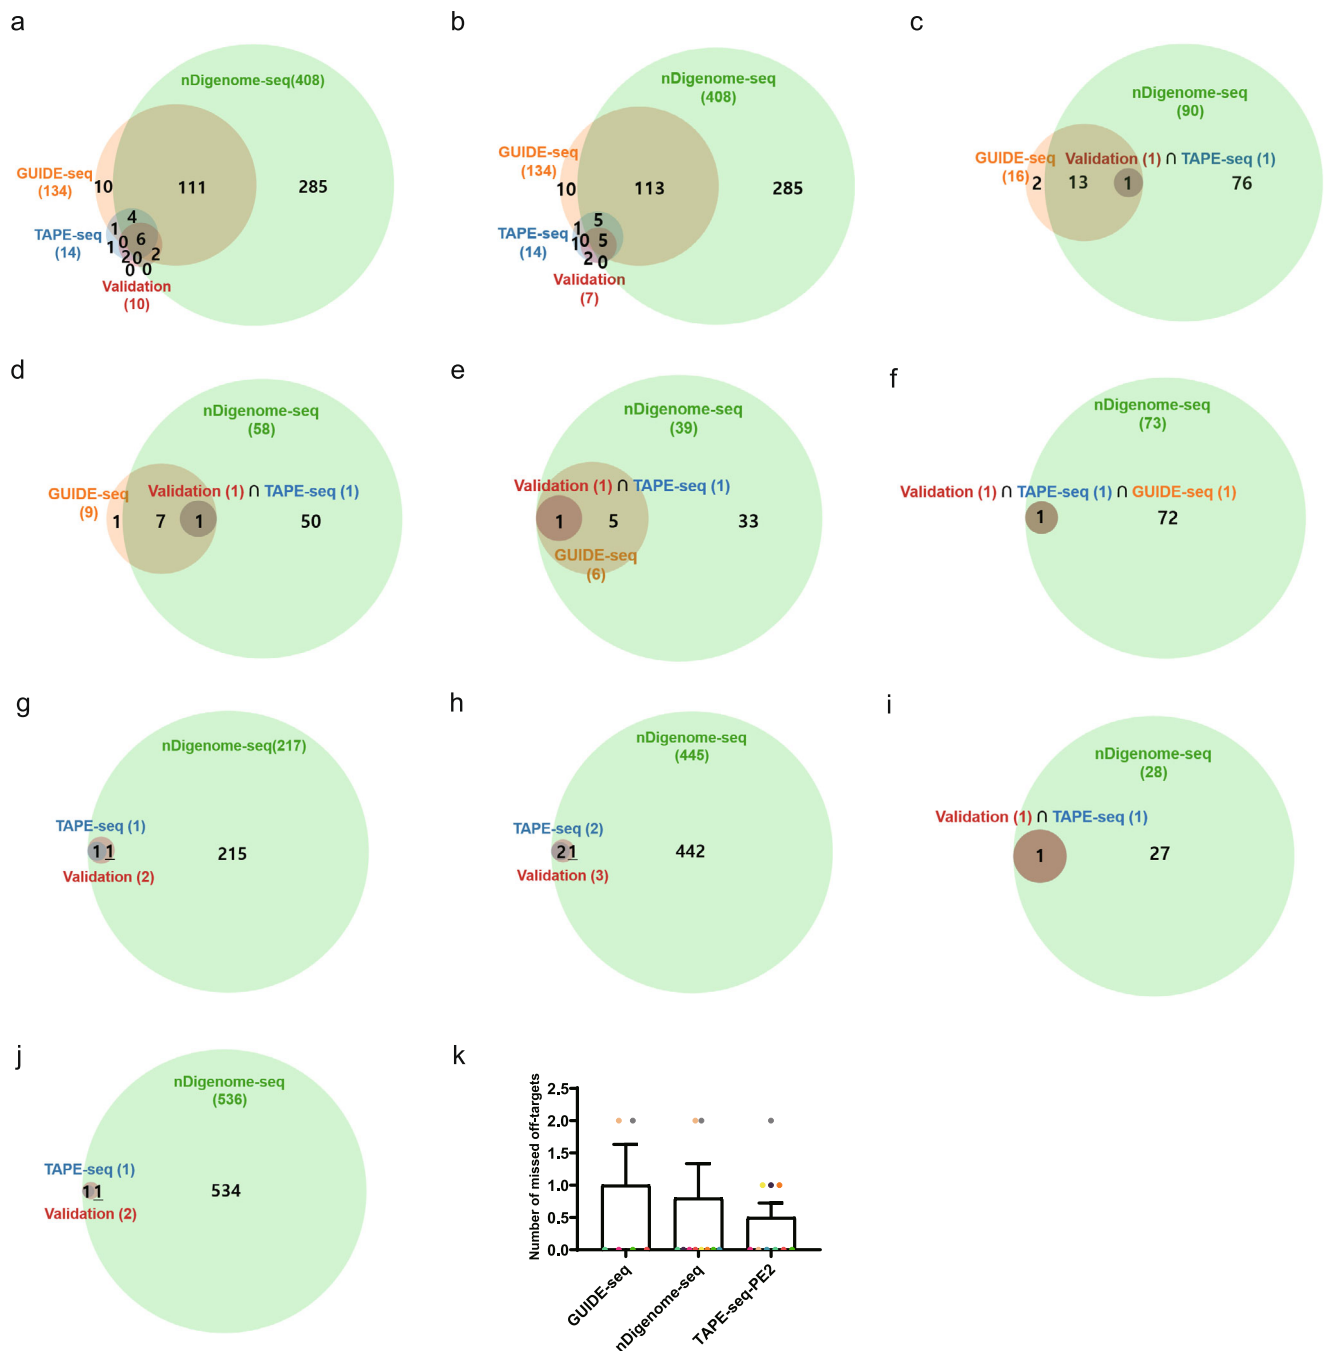 a
nDigenome-seq(408)
GUIDE-seq
(134)
10
111
285
4
1
TAPE-seq
(14)
1
0
6
2
0
2
0
0
Validation
(10)
b
nDigenome-seq
(408)
GUIDE-seq
(134)
10
113
285
1
5
TAPE-seq
(14)
1
0
5
2
0
Validation
(7)
c
nDigenome-seq
(90)
GUIDE-seq
(16)
Validation (1) ∩ TAPE-seq (1)
2
13
1
76
d
nDigenome-seq
(58)
GUIDE-seq
(9)
Validation (1) ∩ TAPE-seq (1)
1
7
1
50
e
nDigenome-seq
(39)
Validation (1) ∩ TAPE-seq (1)
1
5
33
GUIDE-seq
(6)
f
nDigenome-seq
(73)
Validation (1) ∩ TAPE-seq (1) ∩ GUIDE-seq (1)
1
72
g
nDigenome-seq(217)
TAPE-seq (1)
1
1
215
Validation (2)
h
nDigenome-seq
(445)
TAPE-seq (2)
2
1
442
Validation (3)
i
nDigenome-seq
(28)
Validation (1) ∩ TAPE-seq (1)
1
27
j
nDigenome-seq
(536)
TAPE-seq (1)
1
1
534
Validation (2)
k
Number of missed off-targets
2.5
2.0
1.5
1.0
0.5
0.0
GUIDE-seq
nDigenome-seq
TAPE-seq-PE2